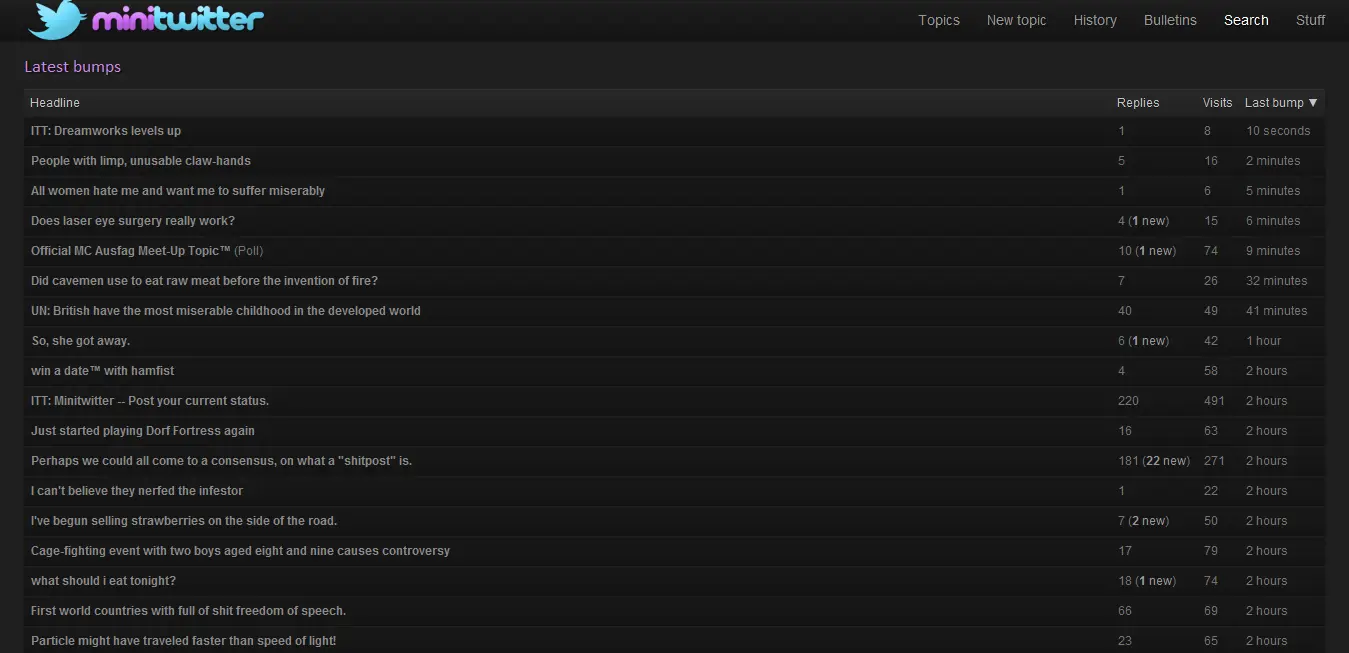 minitwitter Topics New topic History Bulletins Search Stuff
Latest bumps
Headline Replies Visits Last bump ▼
ITT: Dreamworks levels up 1 8 10 seconds
People with limp, unusable claw-hands 5 16 2 minutes
All women hate me and want me to suffer miserably 1 6 5 minutes
Does laser eye surgery really work? 4 (1 new) 15 6 minutes
Official MC Ausfag Meet-Up Topic™ (Poll) 10 (1 new) 74 9 minutes
Did cavemen use to eat raw meat before the invention of fire? 7 26 32 minutes
UN: British have the most miserable childhood in the developed world 40 49 41 minutes
So, she got away. 6 (1 new) 42 1 hour
win a date™ with hamfist 4 58 2 hours
ITT: Minitwitter -- Post your current status. 220 491 2 hours
Just started playing Dorf Fortress again 16 63 2 hours
Perhaps we could all come to a consensus, on what a "shitpost" is. 181 (22 new) 271 2 hours
I can't believe they nerfed the infestor 1 22 2 hours
I've begun selling strawberries on the side of the road. 7 (2 new) 50 2 hours
Cage-fighting event with two boys aged eight and nine causes controversy 17 79 2 hours
what should i eat tonight? 18 (1 new) 74 2 hours
First world countries with full of shit freedom of speech. 66 69 2 hours
Particle might have traveled faster than speed of light! 23 65 2 hours